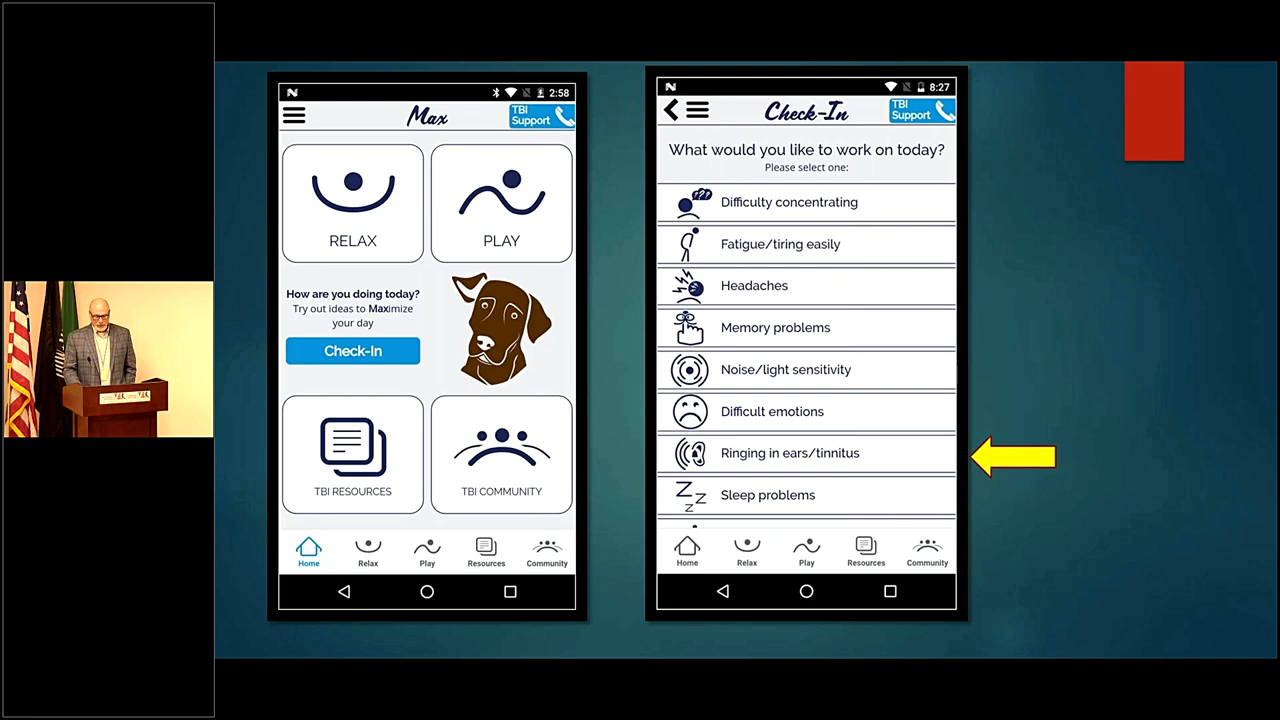 2:58
Max
TBI
Support
RELAX
PLAY
How are you doing today?
Try out ideas to Maximize
your day
Check-In
TBI RESOURCES
TBI COMMUNITY
Home
Relax
Play
Resources
Community
8:27
Check-In
TBI
Support
What would you like to work on today?
Please select one:
Difficulty concentrating
Fatigue/tiring easily
Headaches
Memory problems
Noise/light sensitivity
Difficult emotions
Ringing in ears/tinnitus
Sleep problems
Home
Relax
Play
Resources
Community